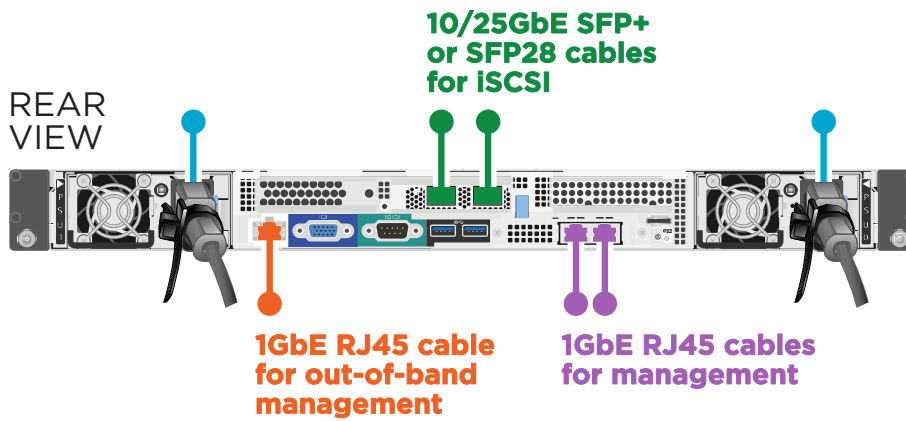 10/25GbE SFP+
or SFP28 cables
for iSCSI
REAR
VIEW
1GbE RJ45 cable
for out-of-band
management
1GbE RJ45 cables
for management